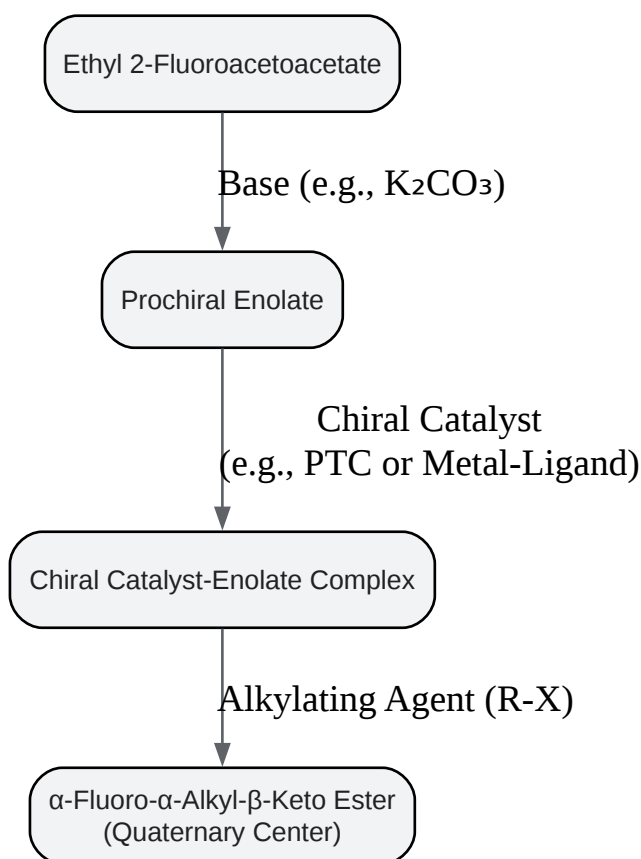 Ethyl 2-Fluoroacetoacetate
Base (e.g., K₂CO₃)
Prochiral Enolate
Chiral Catalyst
(e.g., PTC or Metal-Ligand)
Chiral Catalyst-Enolate Complex
Alkylating Agent (R-X)
α-Fluoro-α-Alkyl-β-Keto Ester
(Quaternary Center)